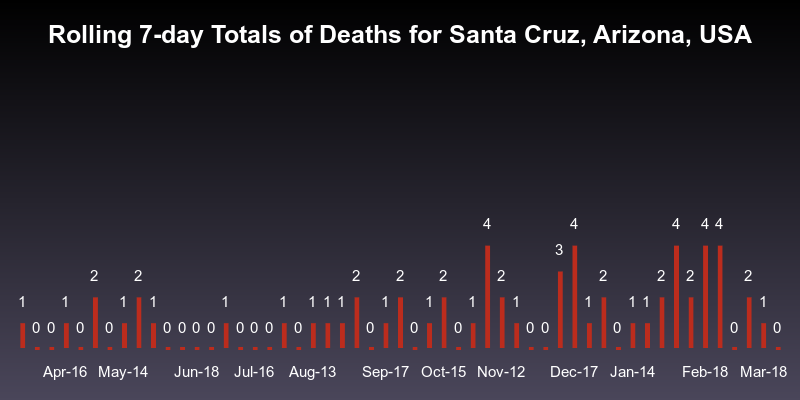 Rolling 7-day Totals of Deaths for Santa Cruz, Arizona, USA
4 4 4 4 4
3
2 2 2 2 2 2 2 2 2 2
1 1 1 1 1 1 1 1 1 1 1 1 1 1 1 1 1
0 0 0 0 0 0 0 0 0 0 0 0 0 0 0 0 0 0 0 0
Apr-16 May-14 Jun-18 Jul-16 Aug-13 Sep-17 Oct-15 Nov-12 Dec-17 Jan-14 Feb-18 Mar-18